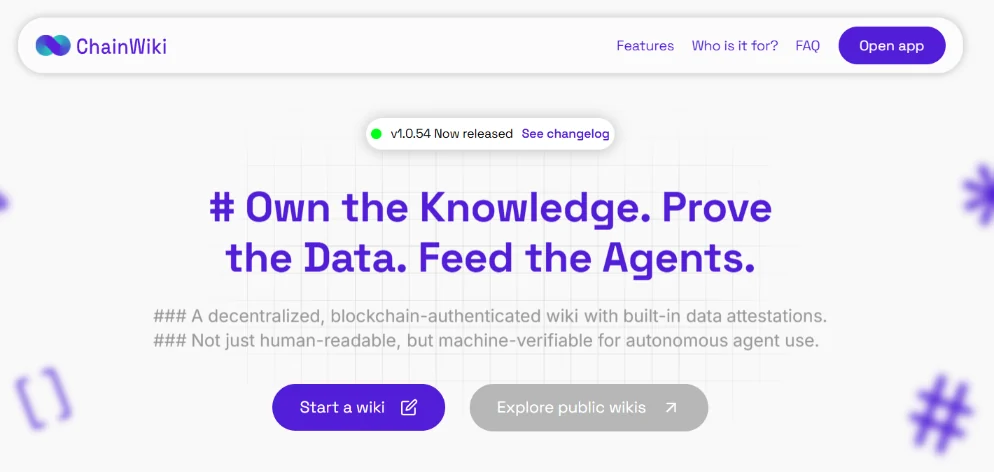 ChainWiki
Features Who is it for? FAQ Open app
v1.0.54 Now released See changelog
# Own the Knowledge. Prove
the Data. Feed the Agents.
### A decentralized, blockchain-authenticated wiki with built-in data attestations.
### Not just human-readable, but machine-verifiable for autonomous agent use.
Start a wiki
Explore public wikis
[]
#